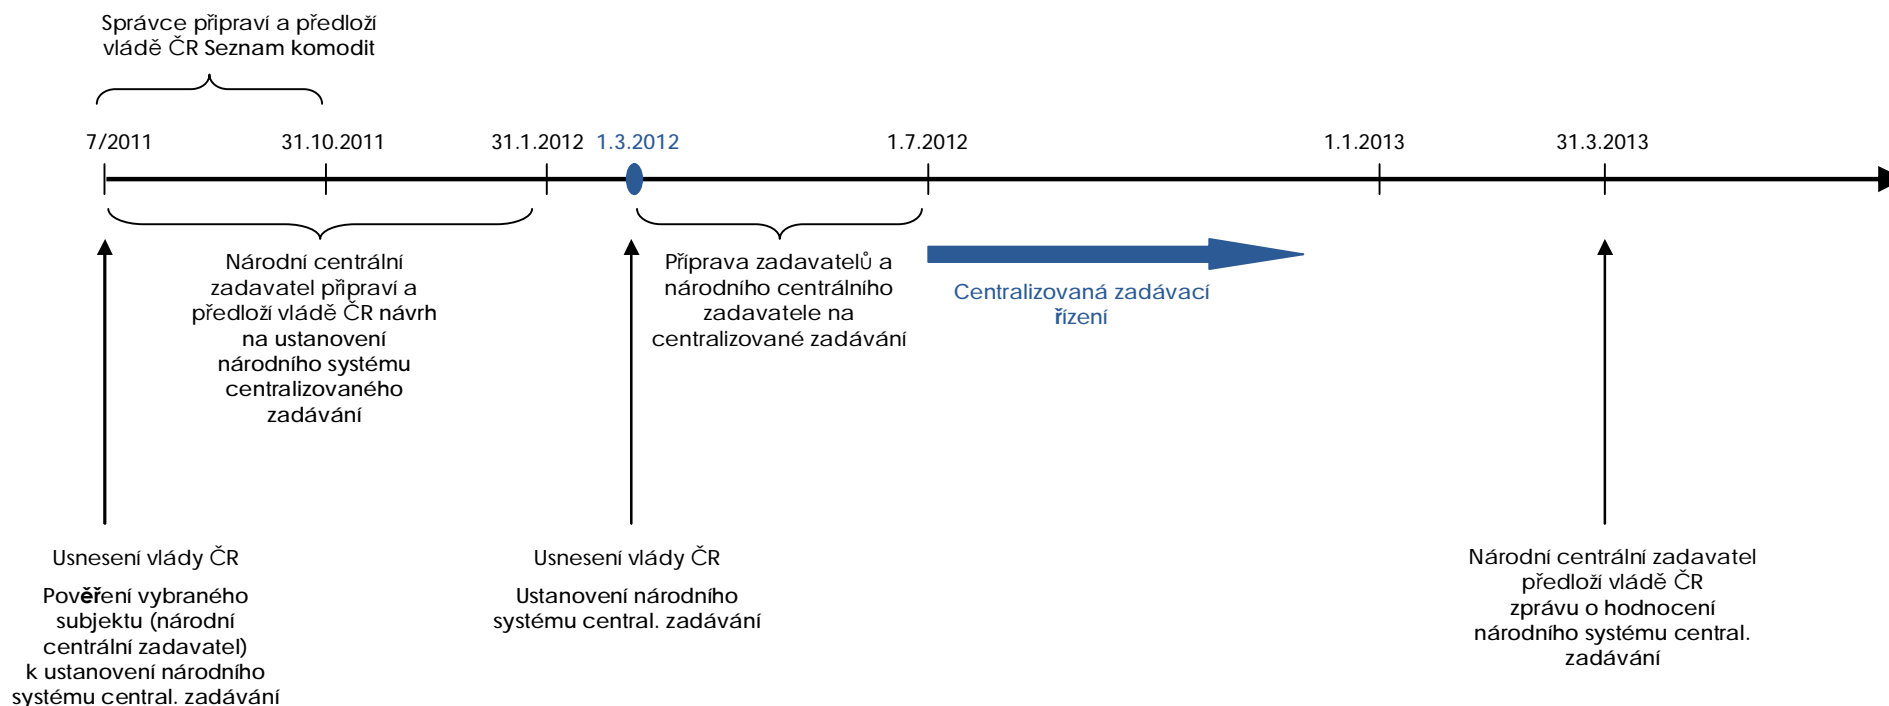 Správce připraví a předloží
vládě ČR Seznam komodit
7/2011
31.10.2011
31.1.2012
1.3.2012
1.7.2012
1.1.2013
31.3.2013
Národní centrální
zadavatel připraví a
předloží vládě ČR návrh
na ustanovení
národního systému
centralizovaného
zadávání
Příprava zadavatelů a
národního centrálního
zadavatele na
centralizované zadávání
Centralizovaná zadávací
řízení
Usnesení vlády ČR
Pověření vybraného
subjektu (národní
centrální zadavatel)
k ustanovení národního
systému central. zadávání
Usnesení vlády ČR
Ustanovení národního
systému central. zadávání
Národní centrální zadavatel
předloží vládě ČR
zprávu o hodnocení
národního systému central.
zadávání